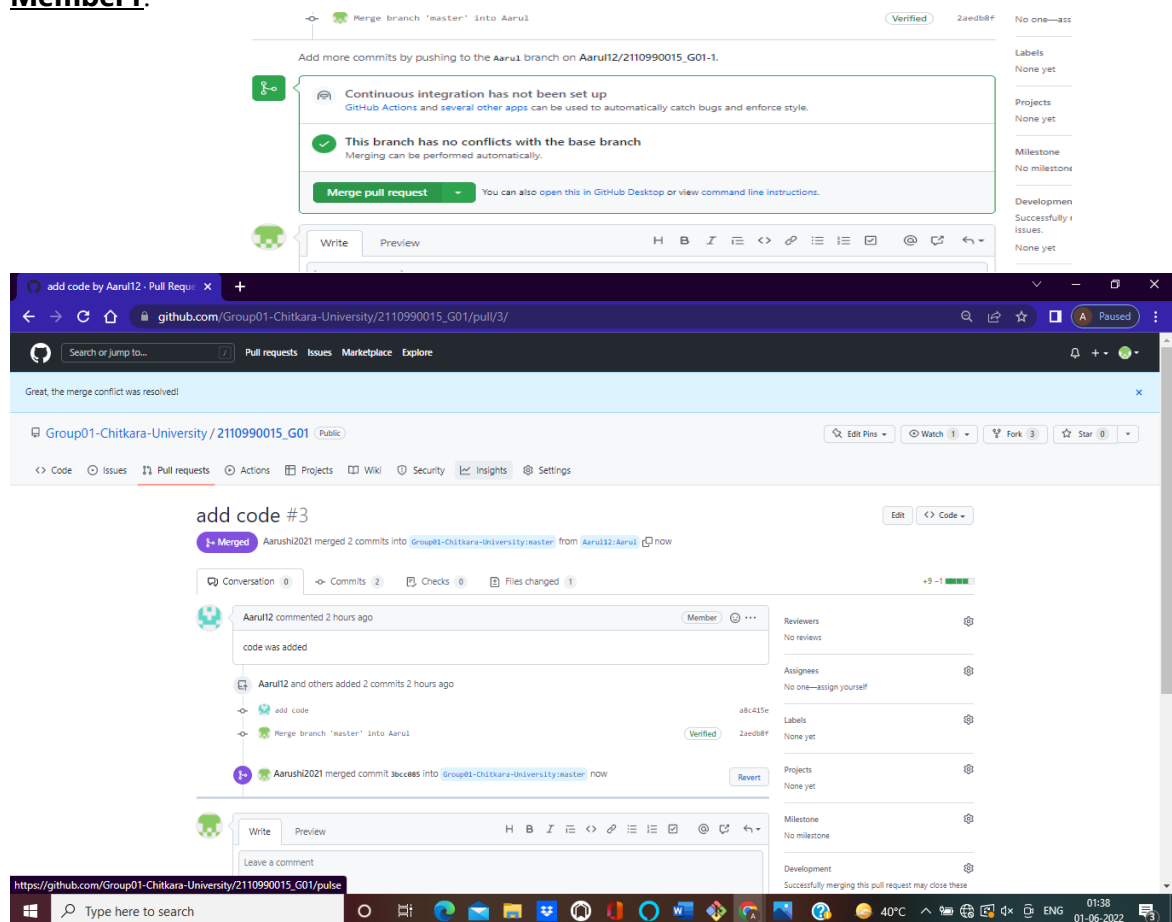 Member1:
Merge branch 'master' into Aarul Verified 2aedb8f No one—ass
Add more commits by pushing to the Aarul branch on Aarul12/2110990015_G01-1.
Labels
None yet
Continuous integration has not been set up
GitHub Actions and several other apps can be used to automatically catch bugs and enforce style.
Projects
None yet
This branch has no conflicts with the base branch
Merging can be performed automatically.
Milestone
No milestone
Merge pull request You can also open this in GitHub Desktop or view command line instructions.
Developmen
Successfully
issues.
None yet
Write Preview H B I
add code by Aarul12 · Pull Reque
github.com/Group01-Chitkara-University/2110990015_G01/pull/3/ A Paused
Search or jump to... / Pull requests Issues Marketplace Explore
Great, the merge conflict was resolved!
Group01-Chitkara-University / 2110990015_G01 Public Edit Pins Watch 1 Fork 3 Star 0
Code Issues Pull requests Actions Projects Wiki Security Insights Settings
add code #3 Edit Code
Merged Aarushi2021 merged 2 commits into Group01-Chitkara-University:master from Aarul12:Aarul now
Conversation 0 Commits 2 Checks 0 Files changed 1 +9 −1
Aarul12 commented 2 hours ago Member
code was added
Reviewers
No reviews
Assignees
No one—assign yourself
Aarul12 and others added 2 commits 2 hours ago
add code a8c415e
Merge branch 'master' into Aarul Verified 2aedb8f
Labels
None yet
Aarushi2021 merged commit 3bcc085 into Group01-Chitkara-University:master now Revert
Projects
None yet
Milestone
No milestone
Write Preview H B I
Leave a comment
Development
Successfully merging this pull request may close these
https://github.com/Group01-Chitkara-University/2110990015_G01/pulse
Type here to search 40°C ENG 01:38
01-06-2022 3